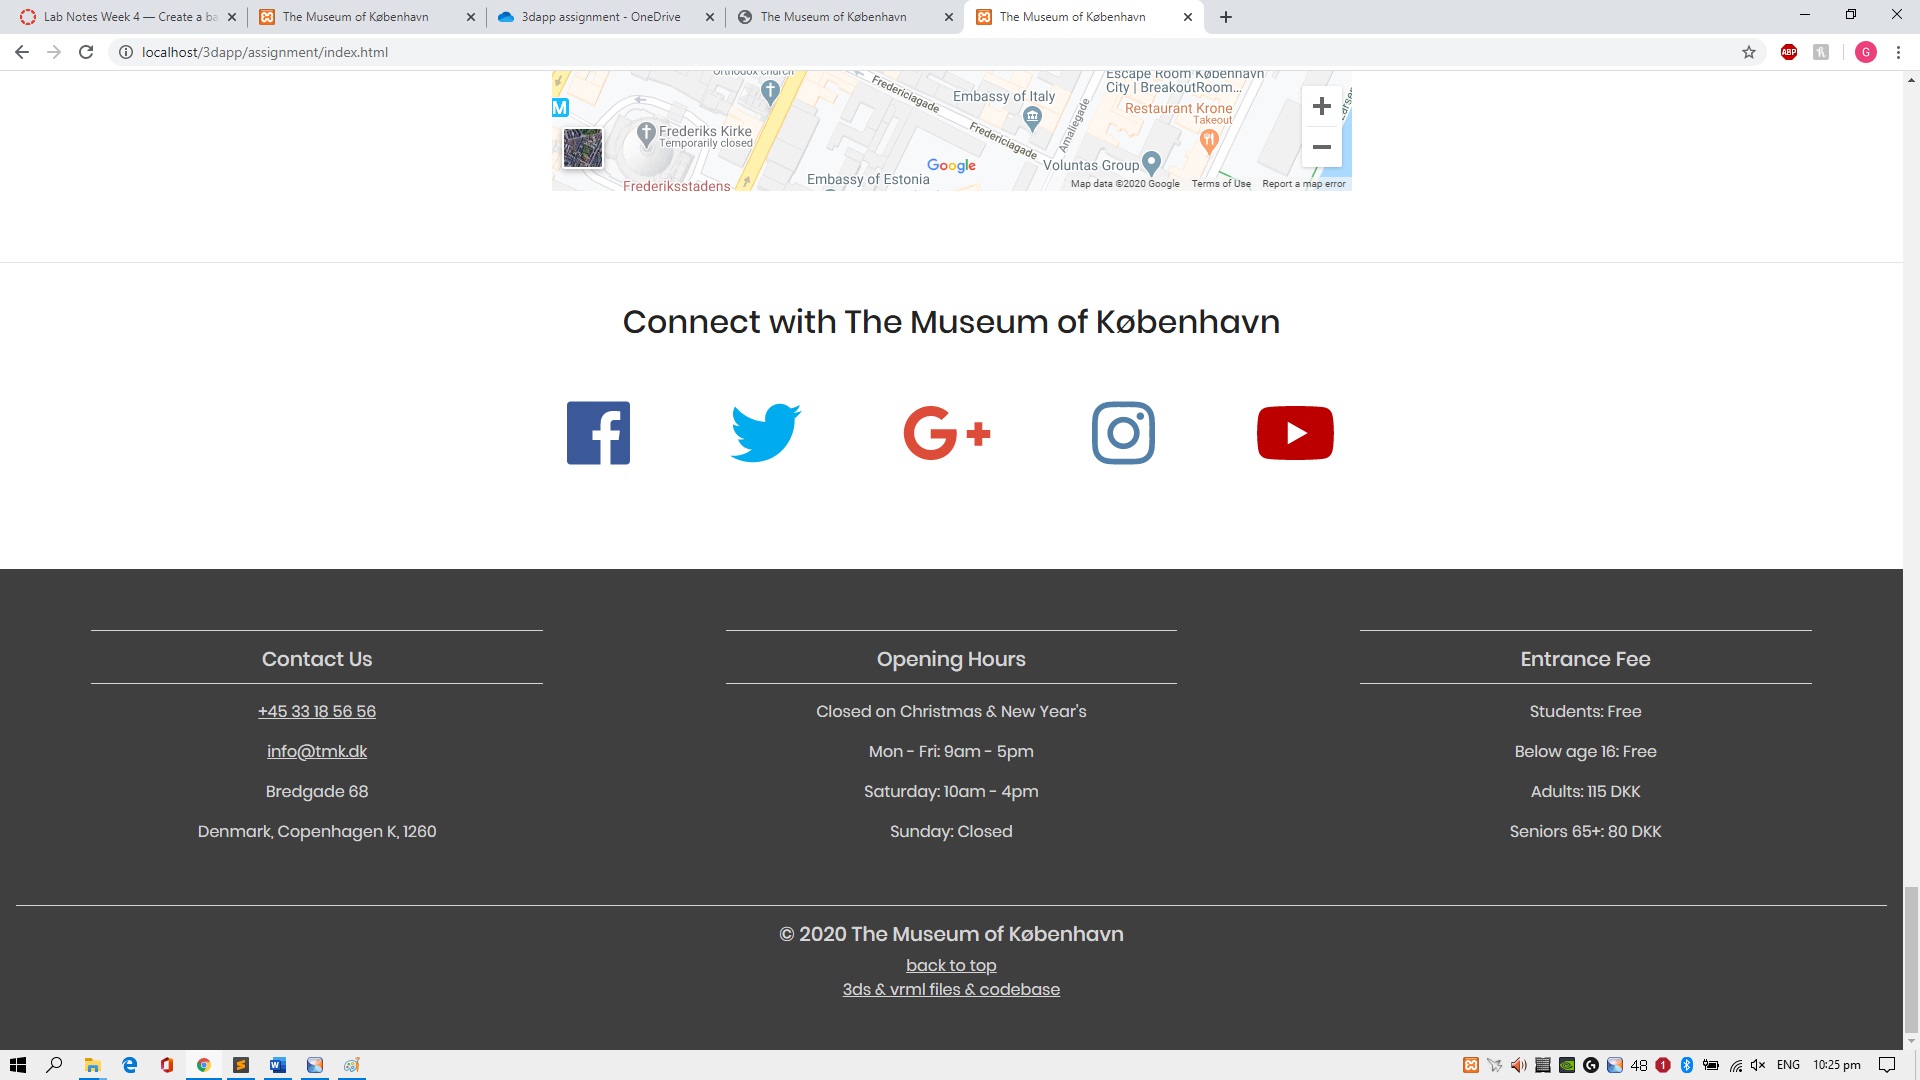 Lab Notes Week 4 — Create a ba
The Museum of København
3dapp assignment - OneDrive
The Museum of København
The Museum of København
localhost/3dapp/assignment/index.html
ABP
G
Orthodox church
Fredericiagade
Embassy of Italy
Escape Room København
City | BreakoutRoom...
Restaurant Krone
Takeout
M
Frederiks Kirke
Temporarily closed
Fredericiagade
Amaliegade
Larsen
Google
Voluntas Group
Embassy of Estonia
Frederiksstadens
Map data ©2020 Google
Terms of Use
Report a map error
Connect with The Museum of København
f
G+
Contact Us
+45 33 18 56 56
info@tmk.dk
Bredgade 68
Denmark, Copenhagen K, 1260
Opening Hours
Closed on Christmas & New Year's
Mon - Fri: 9am - 5pm
Saturday: 10am - 4pm
Sunday: Closed
Entrance Fee
Students: Free
Below age 16: Free
Adults: 115 DKK
Seniors 65+: 80 DKK
© 2020 The Museum of København
back to top
3ds & vrml files & codebase
48
ENG
10:25 pm